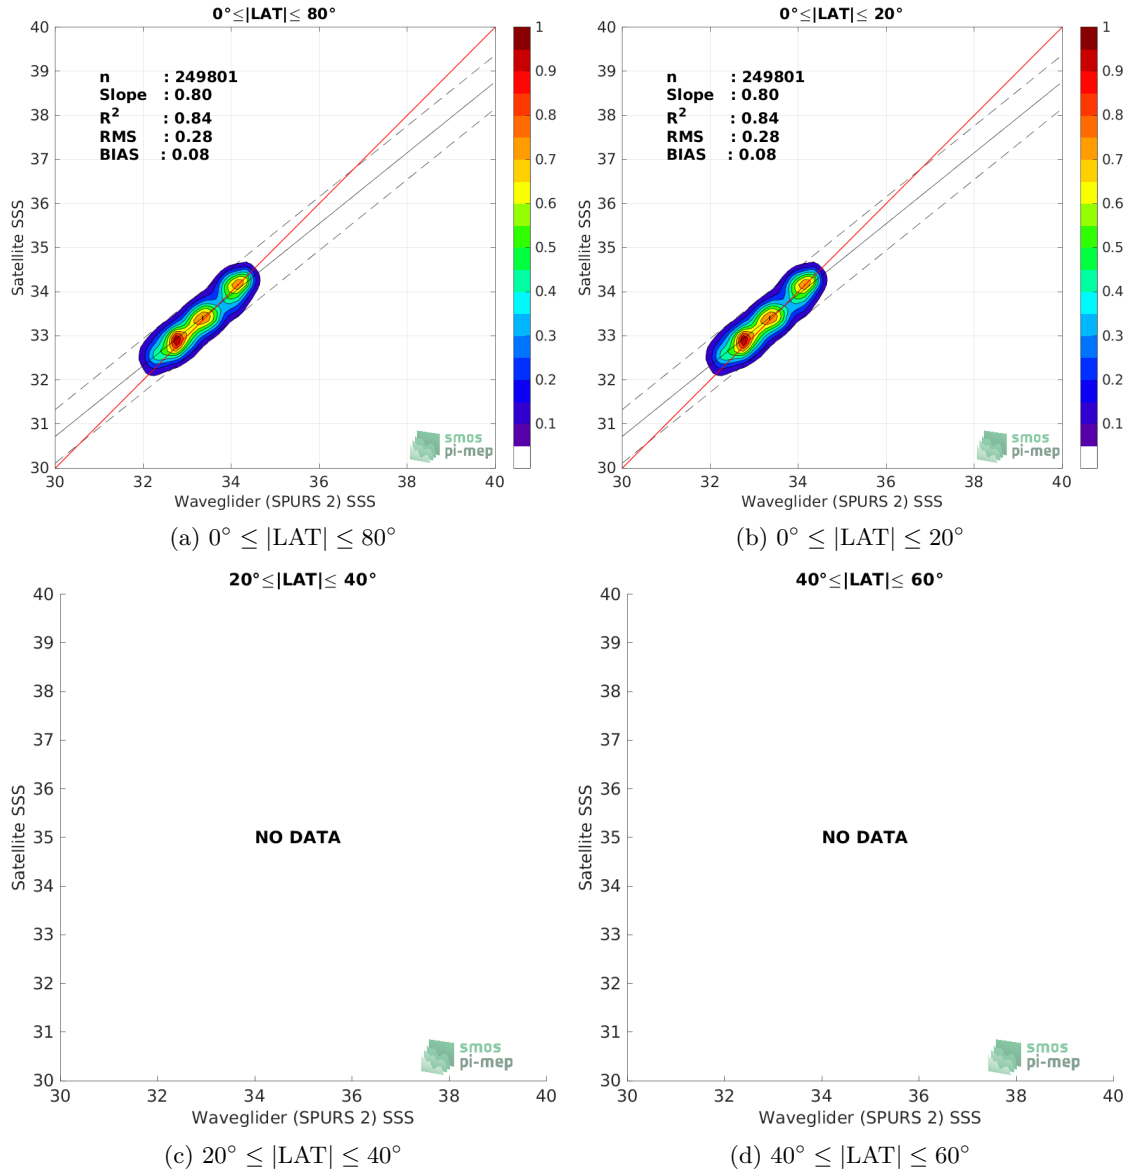 0°≤|LAT|≤ 80°
40
39
38
37
36
35
34
33
32
31
30
Satellite SSS
n : 249801
Slope : 0.80
R² : 0.84
RMS : 0.28
BIAS : 0.08
smos
pi-mep
30 32 34 36 38 40
Waveglider (SPURS 2) SSS
1
0.9
0.8
0.7
0.6
0.5
0.4
0.3
0.2
0.1
(a) 0° ≤ |LAT| ≤ 80°
0°≤|LAT|≤ 20°
40
39
38
37
36
35
34
33
32
31
30
Satellite SSS
n : 249801
Slope : 0.80
R² : 0.84
RMS : 0.28
BIAS : 0.08
smos
pi-mep
30 32 34 36 38 40
Waveglider (SPURS 2) SSS
1
0.9
0.8
0.7
0.6
0.5
0.4
0.3
0.2
0.1
(b) 0° ≤ |LAT| ≤ 20°
20°≤|LAT|≤ 40°
40
39
38
37
36
35
34
33
32
31
30
Satellite SSS
NO DATA
smos
pi-mep
30 32 34 36 38 40
Waveglider (SPURS 2) SSS
(c) 20° ≤ |LAT| ≤ 40°
40°≤|LAT|≤ 60°
40
39
38
37
36
35
34
33
32
31
30
Satellite SSS
NO DATA
smos
pi-mep
30 32 34 36 38 40
Waveglider (SPURS 2) SSS
(d) 40° ≤ |LAT| ≤ 60°